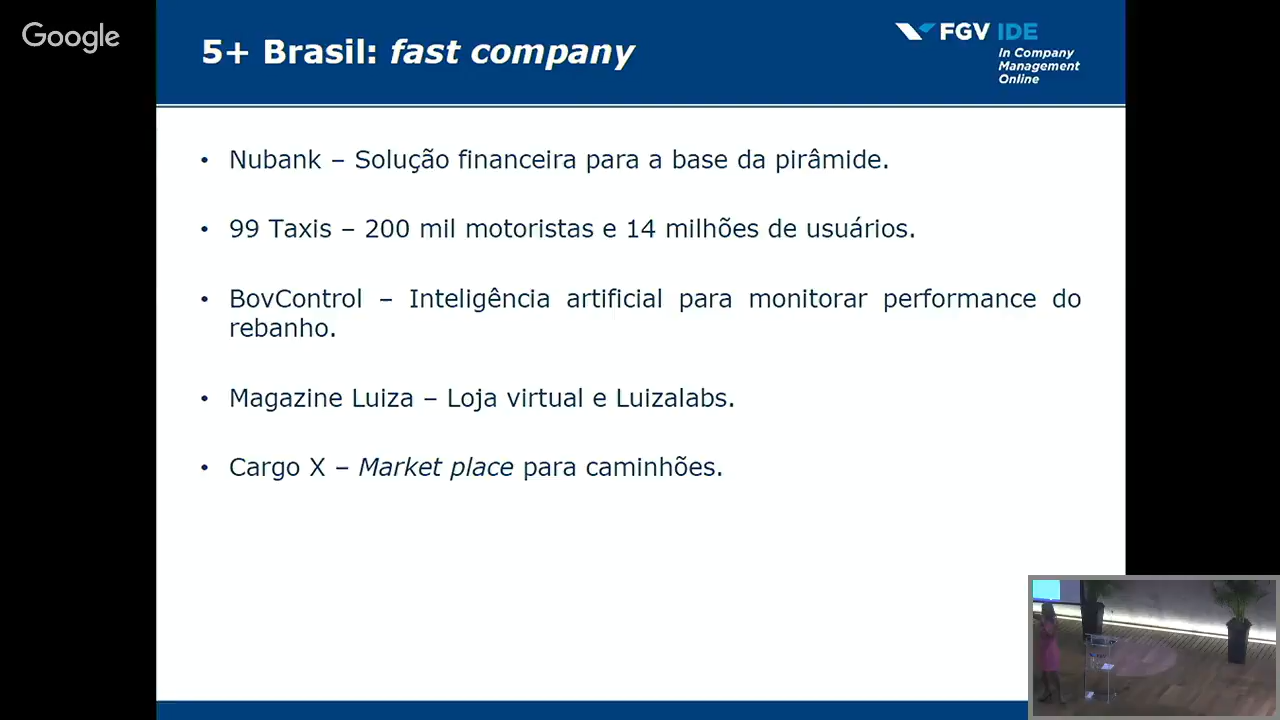 Google
5+ Brasil: fast company
FGV IDE
In Company
Management
Online
• Nubank – Solução financeira para a base da pirâmide.
• 99 Taxis – 200 mil motoristas e 14 milhões de usuários.
• BovControl – Inteligência artificial para monitorar performance do
rebanho.
• Magazine Luiza – Loja virtual e Luizalabs.
• Cargo X – Market place para caminhões.